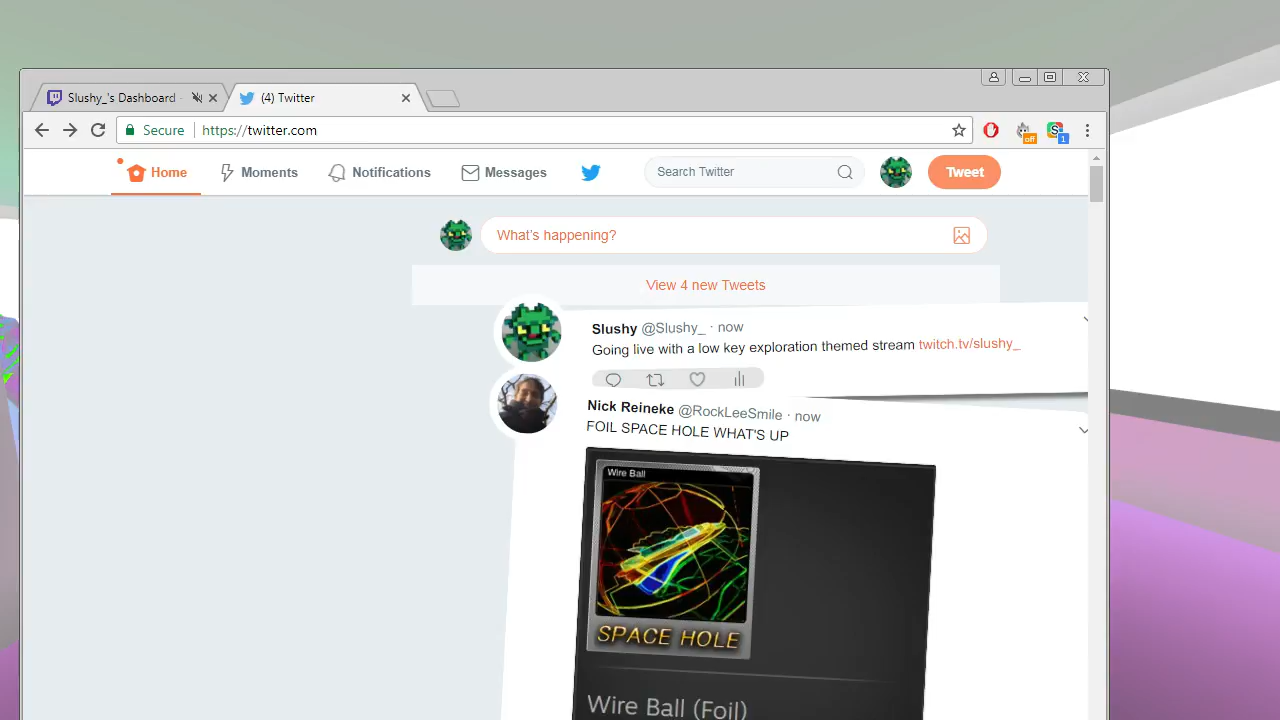 Slushy_'s Dashboard
(4) Twitter
Secure
https://twitter.com
off
S
1
Home
Moments
Notifications
Messages
Search Twitter
Tweet
What's happening?
View 4 new Tweets
Slushy @Slushy_ · now
Going live with a low key exploration themed stream twitch.tv/slushy_
Nick Reineke @RockLeeSmile · now
FOIL SPACE HOLE WHAT'S UP
Wire Ball
SPACE HOLE
Wire Ball (Foil)